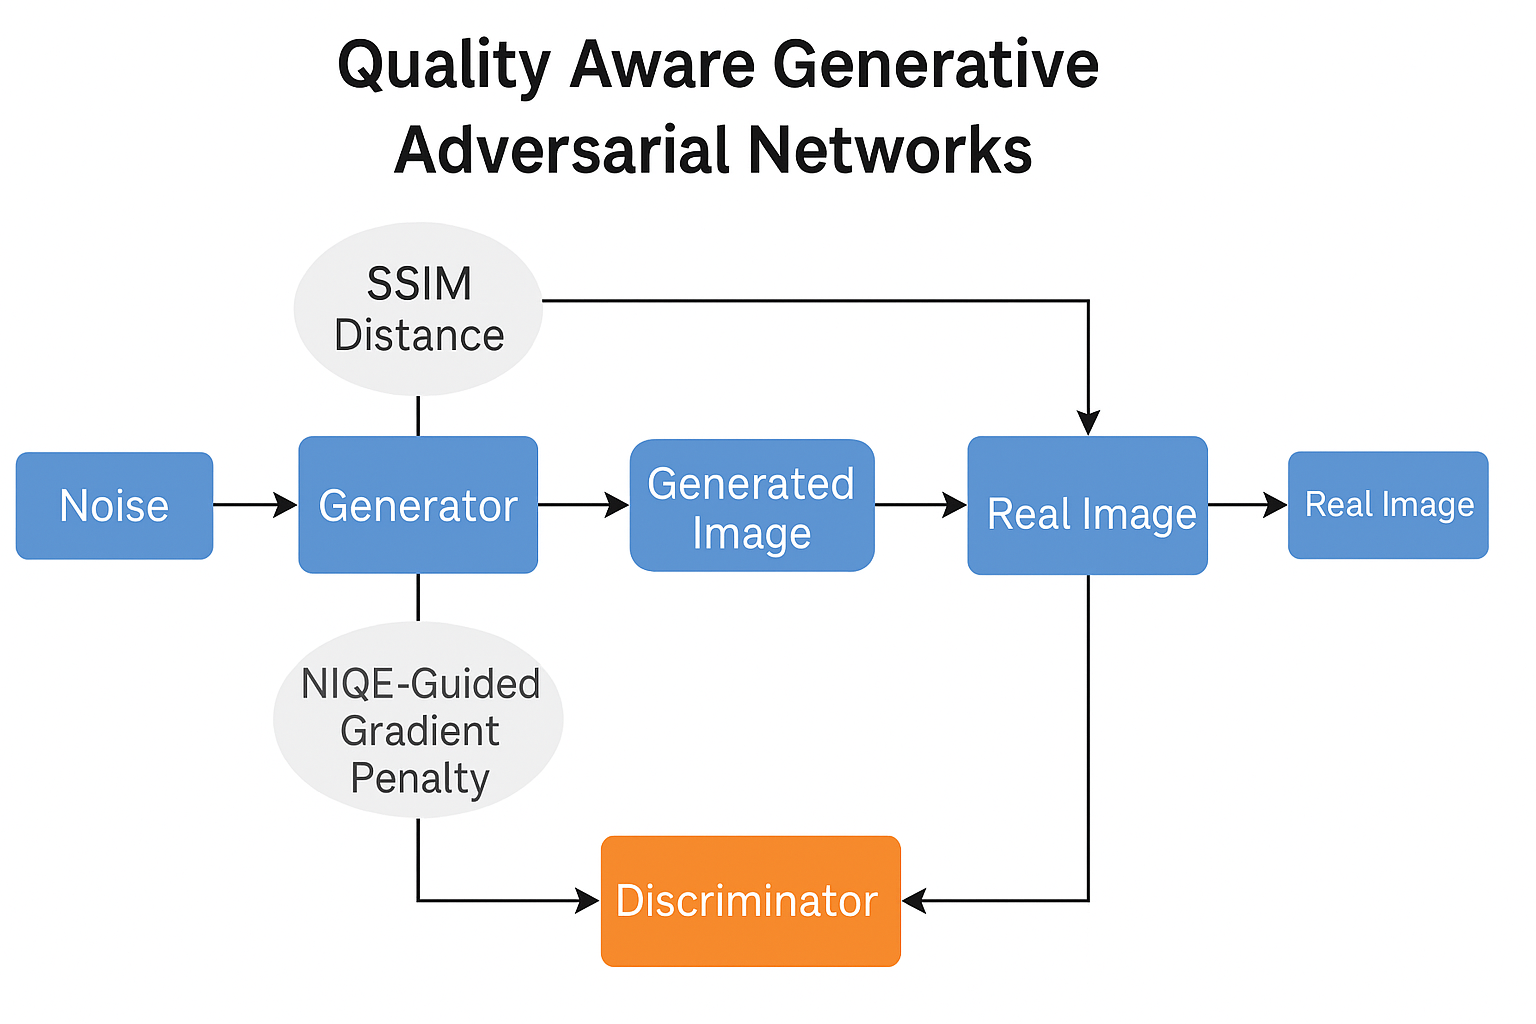 Quality Aware Generative
Adversarial Networks
SSIM
Distance
Noise
Generator
Generated
Image
Real Image
Real Image
NIQE-Guided
Gradient
Penalty
Discriminator